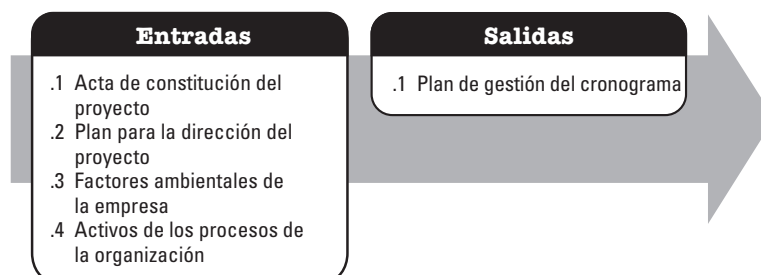 Entradas
.1 Acta de constitución del
proyecto
.2 Plan para la dirección del
proyecto
.3 Factores ambientales de
la empresa
.4 Activos de los procesos de
la organización
Salidas
.1 Plan de gestión del cronograma